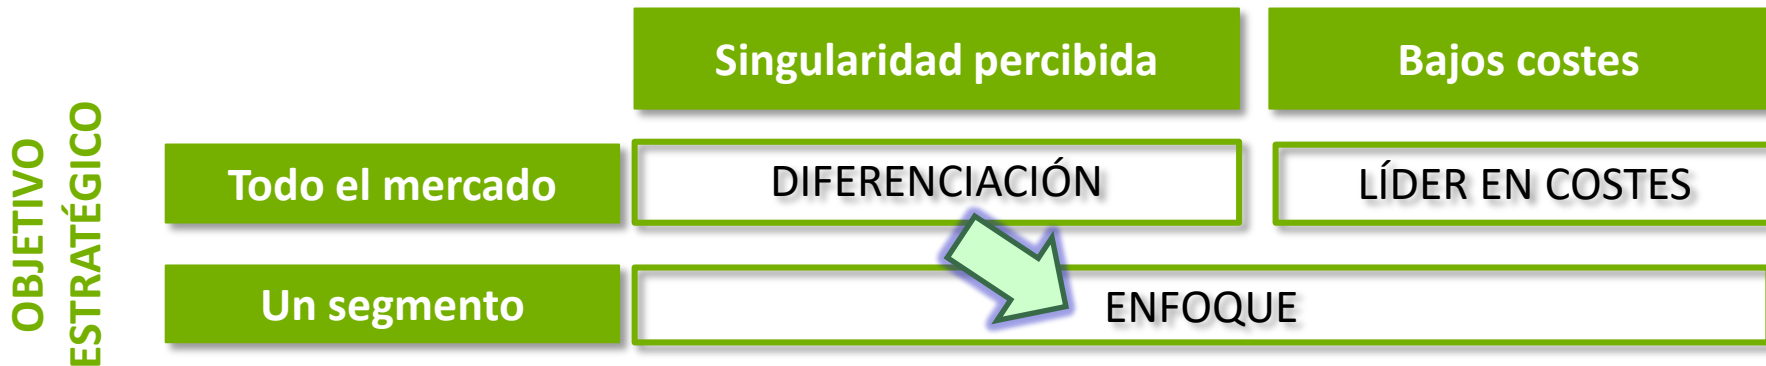 Singularidad percibida
Bajos costes
OBJETIVO
ESTRATÉGICO
Todo el mercado
DIFERENCIACIÓN
LÍDER EN COSTES
Un segmento
ENFOQUE